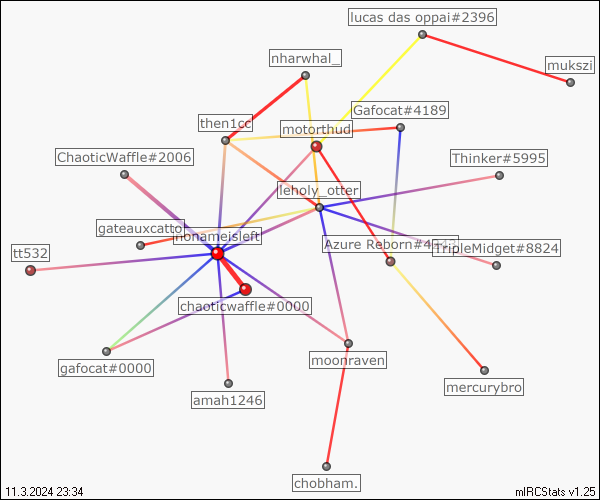 lucas das oppai#2396
nharwhal_
mukszi
Gafocat#4189
then1cc
motorthud
ChaoticWaffle#2006
Thinker#5995
leholy_otter
gateauxcatto
nonameisleft
Azure Reborn#4
TripleMidget#8824
tt532
chaoticwaffle#0000
moonraven
gafocat#0000
mercurybro
amah1246
chobham.
11.3.2024 23:34
mIRCStats v1.25